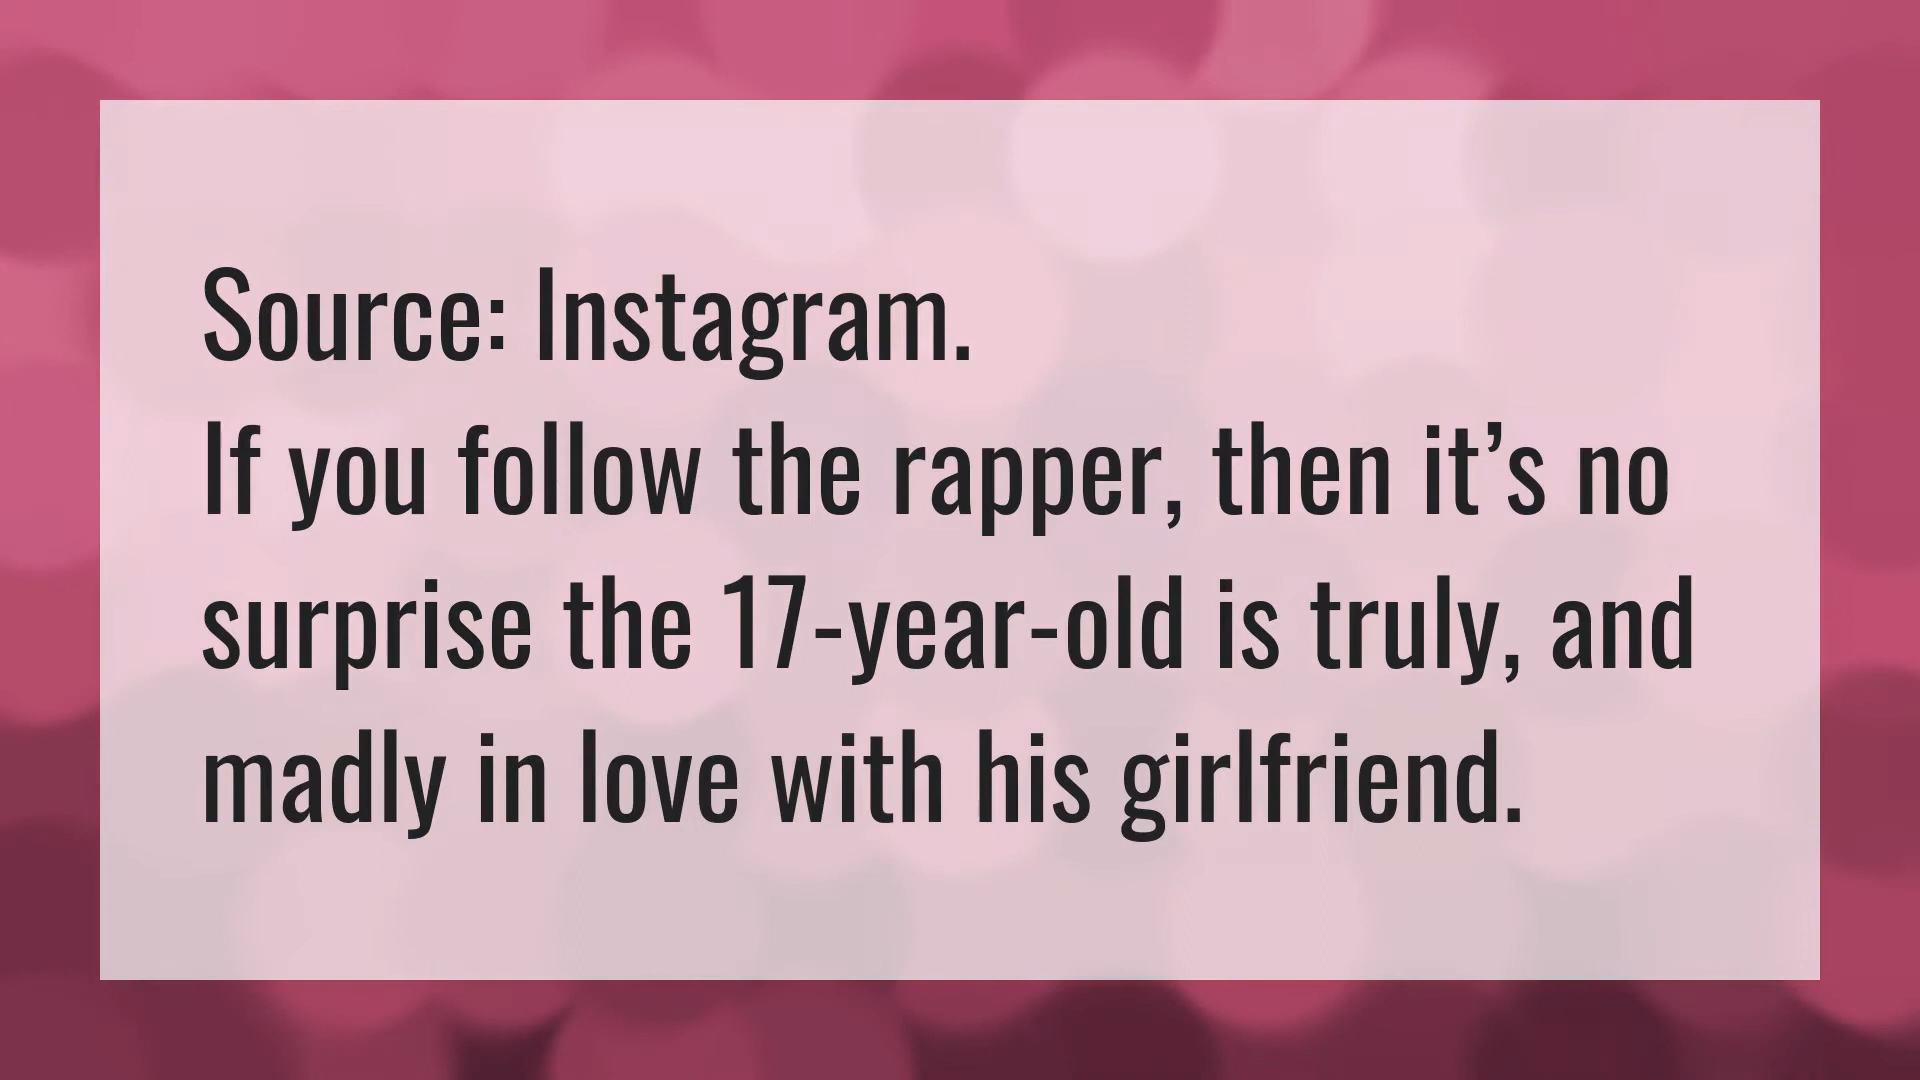 Source: Instagram.
If you follow the rapper, then it’s no
surprise the 17-year-old is truly, and
madly in love with his girlfriend.